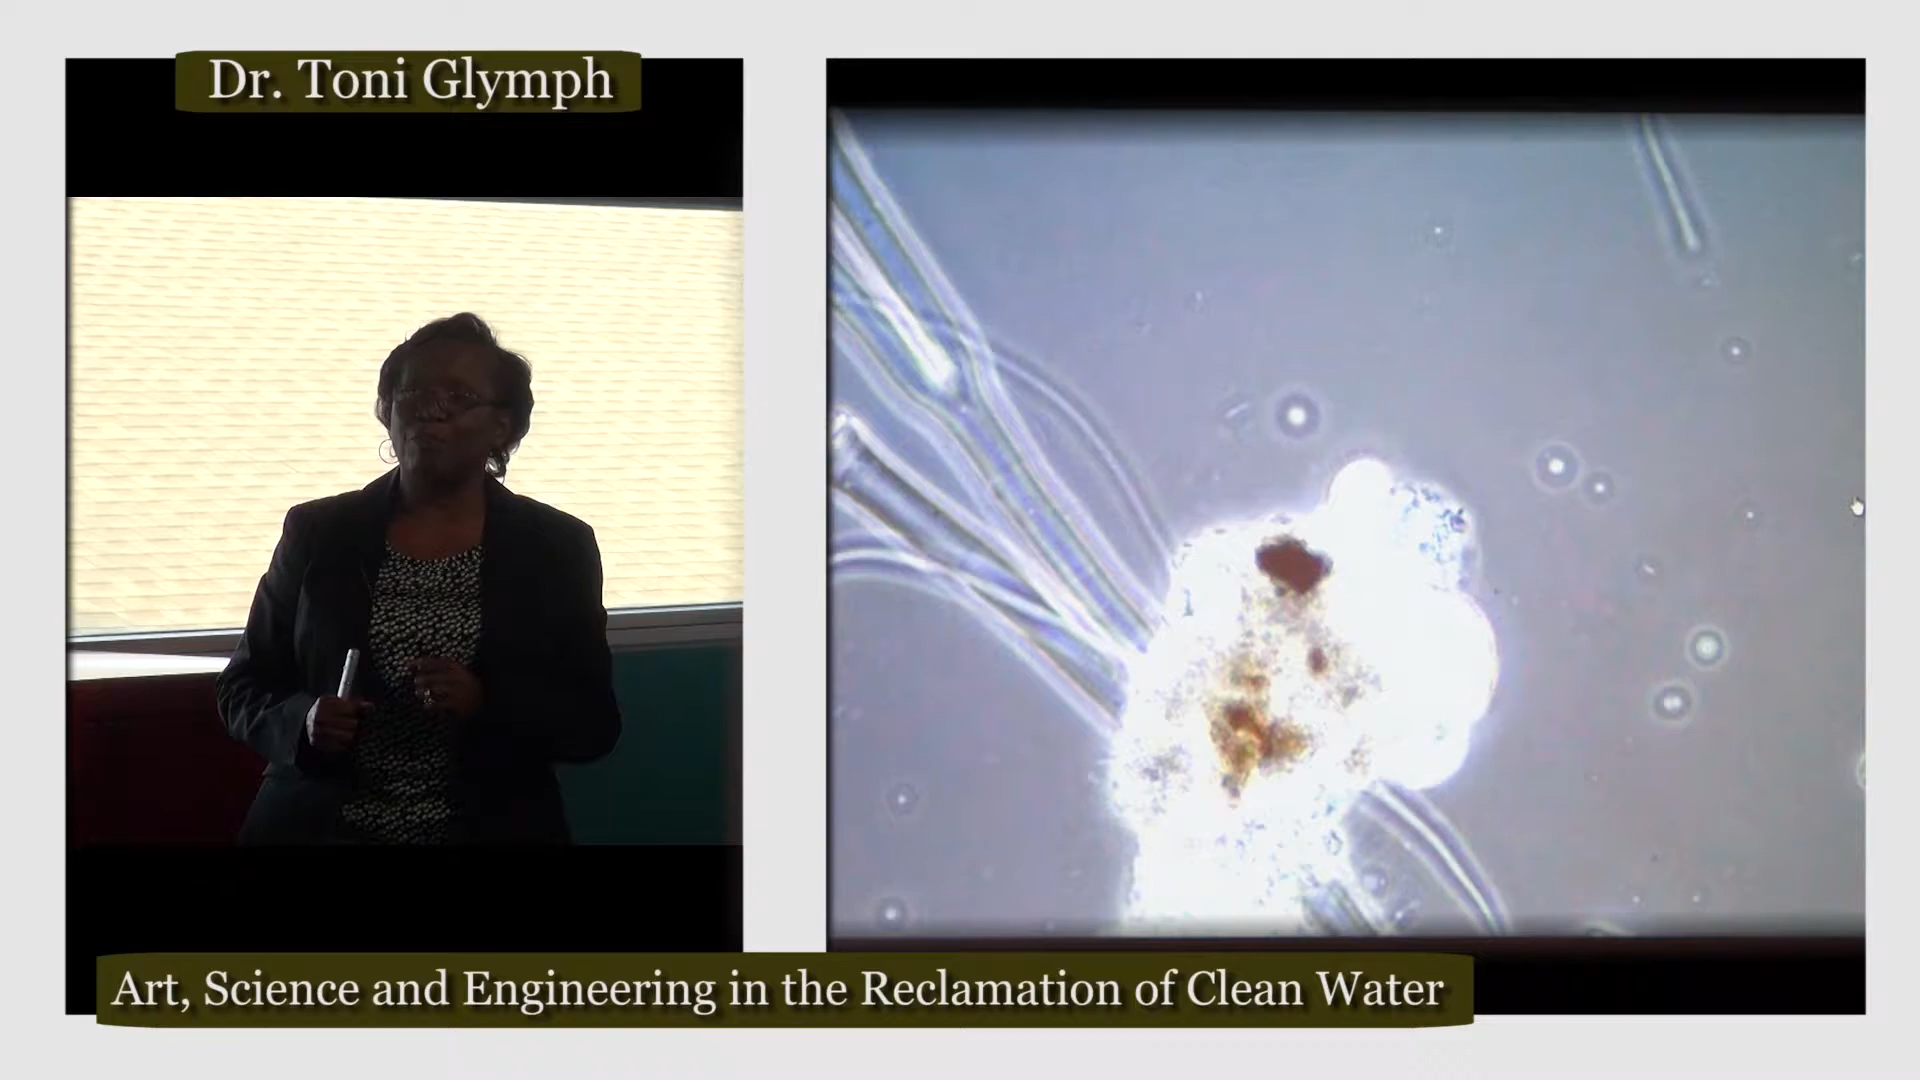 Dr. Toni Glymph
Art, Science and Engineering in the Reclamation of Clean Water